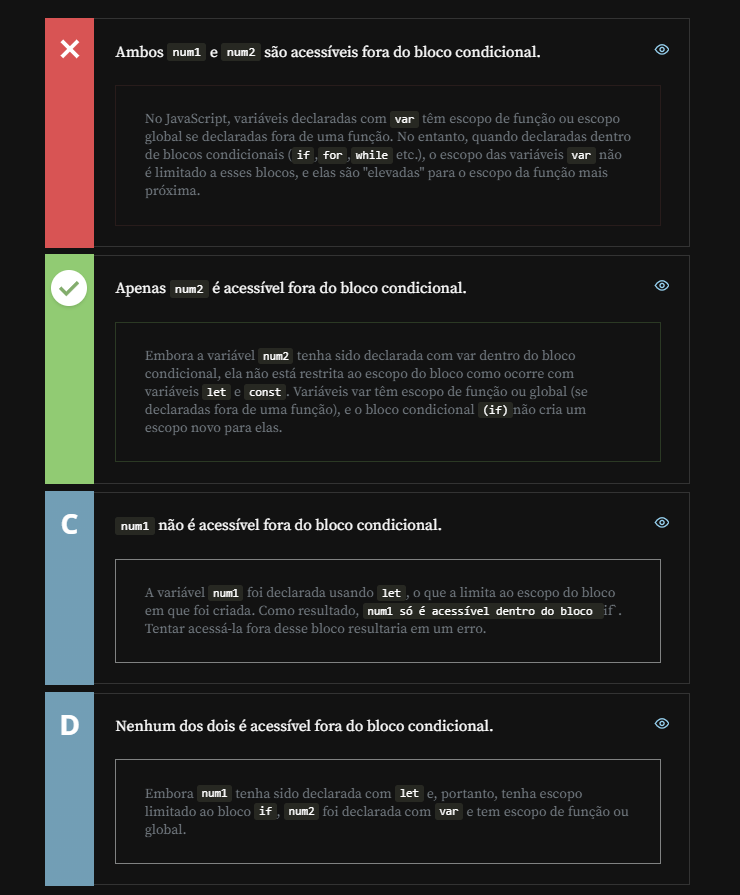 Ambos num1 e num2 são acessíveis fora do bloco condicional.
No JavaScript, variáveis declaradas com var têm escopo de função ou escopo
global se declaradas fora de uma função. No entanto, quando declaradas dentro
de blocos condicionais (if, for, while etc.), o escopo das variáveis var não
é limitado a esses blocos, e elas são "elevadas" para o escopo da função mais
próxima.
Apenas num2 é acessível fora do bloco condicional.
Embora a variável num2 tenha sido declarada com var dentro do bloco
condicional, ela não está restrita ao escopo do bloco como ocorre com
variáveis let e const. Variáveis var têm escopo de função ou global (se
declaradas fora de uma função), e o bloco condicional (if) não cria um
escopo novo para elas.
C
num1 não é acessível fora do bloco condicional.
A variável num1 foi declarada usando let, o que a limita ao escopo do bloco
em que foi criada. Como resultado, num1 só é acessível dentro do bloco if`.
Tentar acessá-la fora desse bloco resultaria em um erro.
D
Nenhum dos dois é acessível fora do bloco condicional.
Embora num1 tenha sido declarada com let e, portanto, tenha escopo
limitado ao bloco if, num2 foi declarada com var e tem escopo de função ou
global.